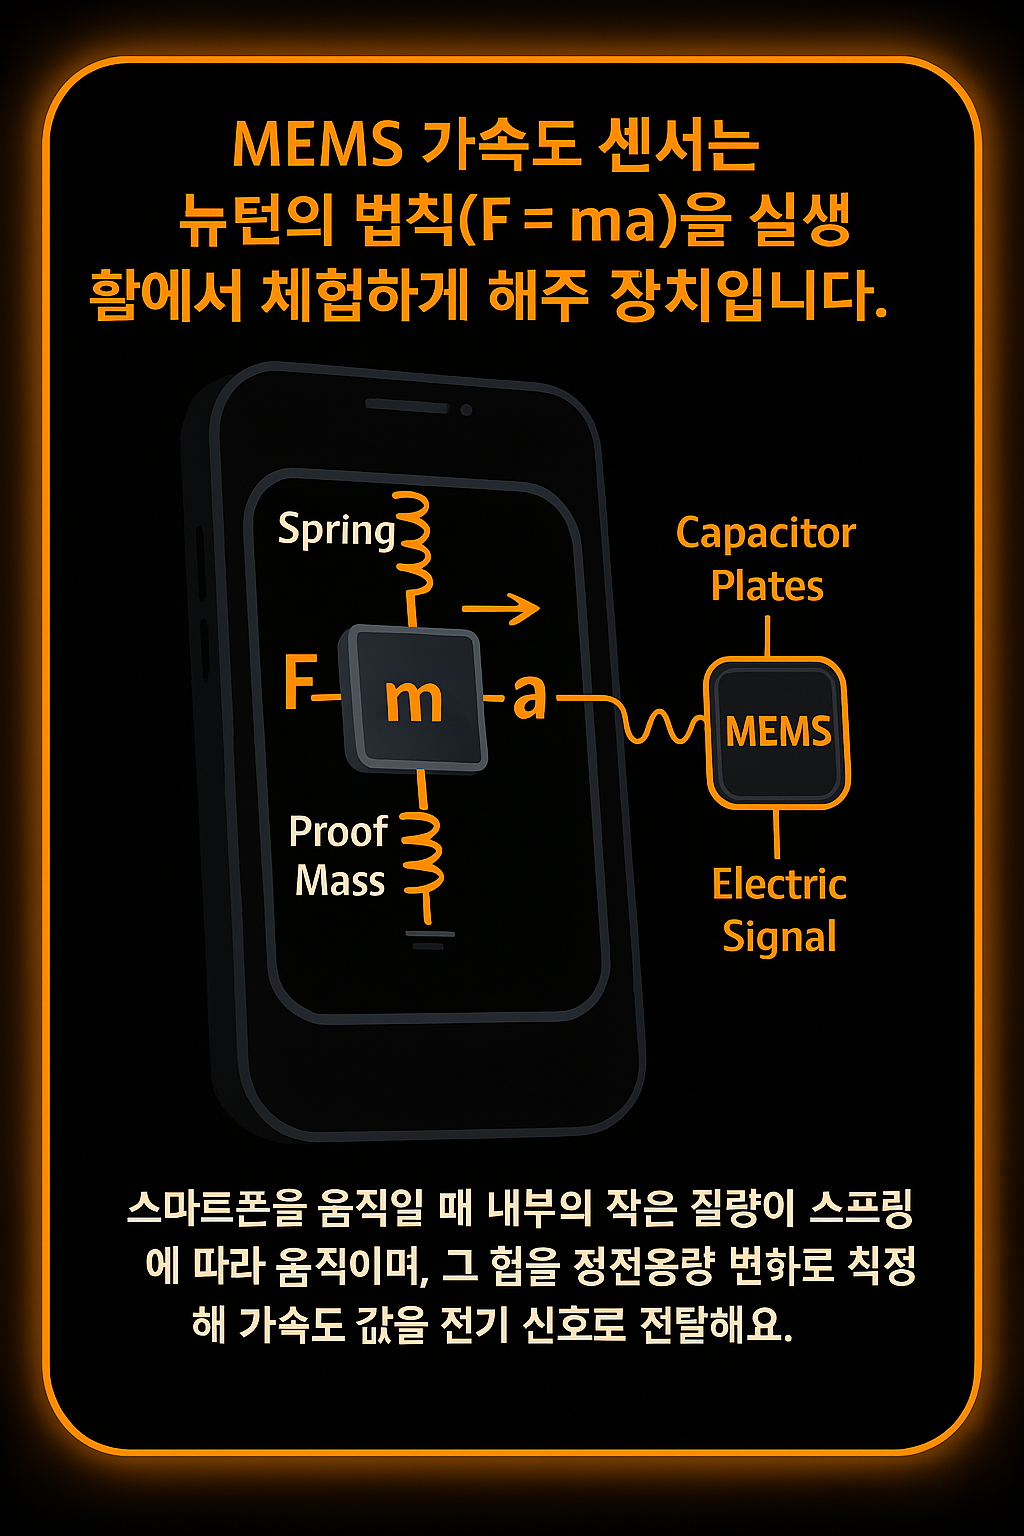 MEMS 가속도 센서는
뉴턴의 법칙(F = ma)을 실생
홥에서 체험하게 해주 장치입니다.
Spring
F
m
a
Proof
Mass
Capacitor
Plates
MEMS
Electric
Signal
스마트폰을 움직일 때 내부의 작은 질량이 스프링
에 따라 움직이며, 그 헙을 정전용량 변하로 칙정
해 가속도 값을 전기 신호로 전탈해요.